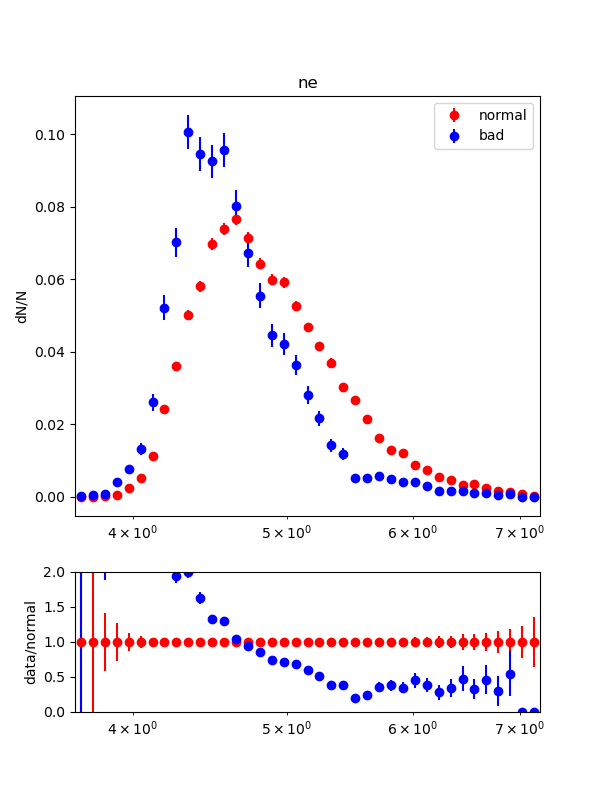 ne
normal
bad
dN/N
0.10
0.08
0.06
0.04
0.02
0.00
4 × 10⁰
5 × 10⁰
6 × 10⁰
7 × 10⁰
data/normal
2.0
1.5
1.0
0.5
0.0
4 × 10⁰
5 × 10⁰
6 × 10⁰
7 × 10⁰